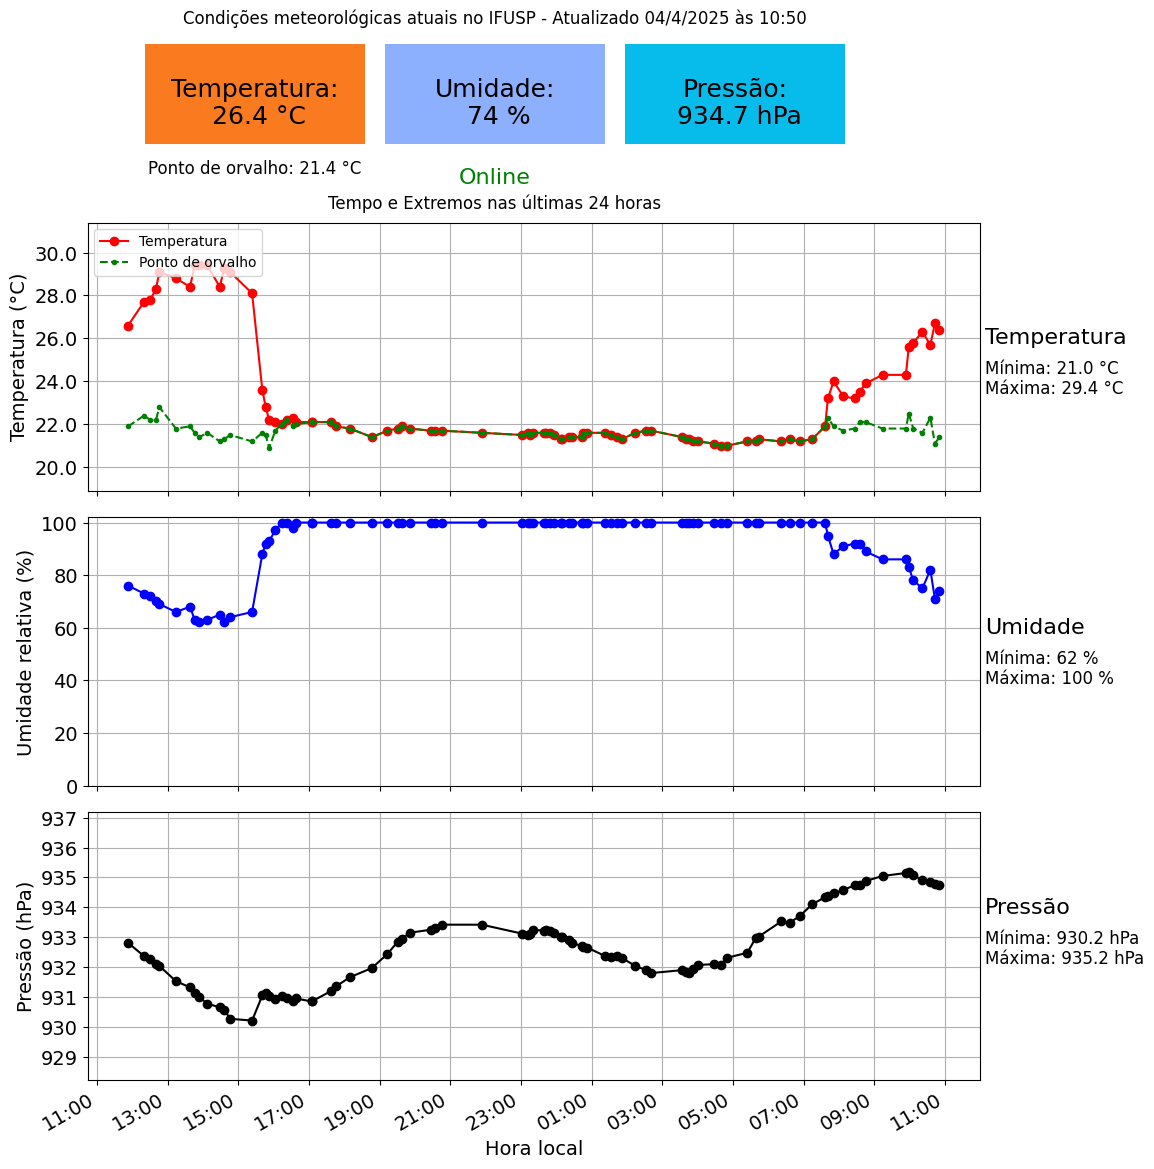 Condições meteorológicas atuais no IFUSP - Atualizado 04/4/2025 às 10:50
Temperatura:
26.4 °C
Umidade:
74 %
Pressão:
934.7 hPa
Ponto de orvalho: 21.4 °C
Online
Tempo e Extremos nas últimas 24 horas
Temperatura
Ponto de orvalho
Temperatura (°C)
30.0
28.0
26.0
24.0
22.0
20.0
Temperatura
Mínima: 21.0 °C
Máxima: 29.4 °C
Umidade relativa (%)
100
80
60
40
20
0
Umidade
Mínima: 62 %
Máxima: 100 %
Pressão (hPa)
937
936
935
934
933
932
931
930
929
Pressão
Mínima: 930.2 hPa
Máxima: 935.2 hPa
11:00
13:00
15:00
17:00
19:00
21:00
23:00
01:00
03:00
05:00
07:00
09:00
11:00
Hora local